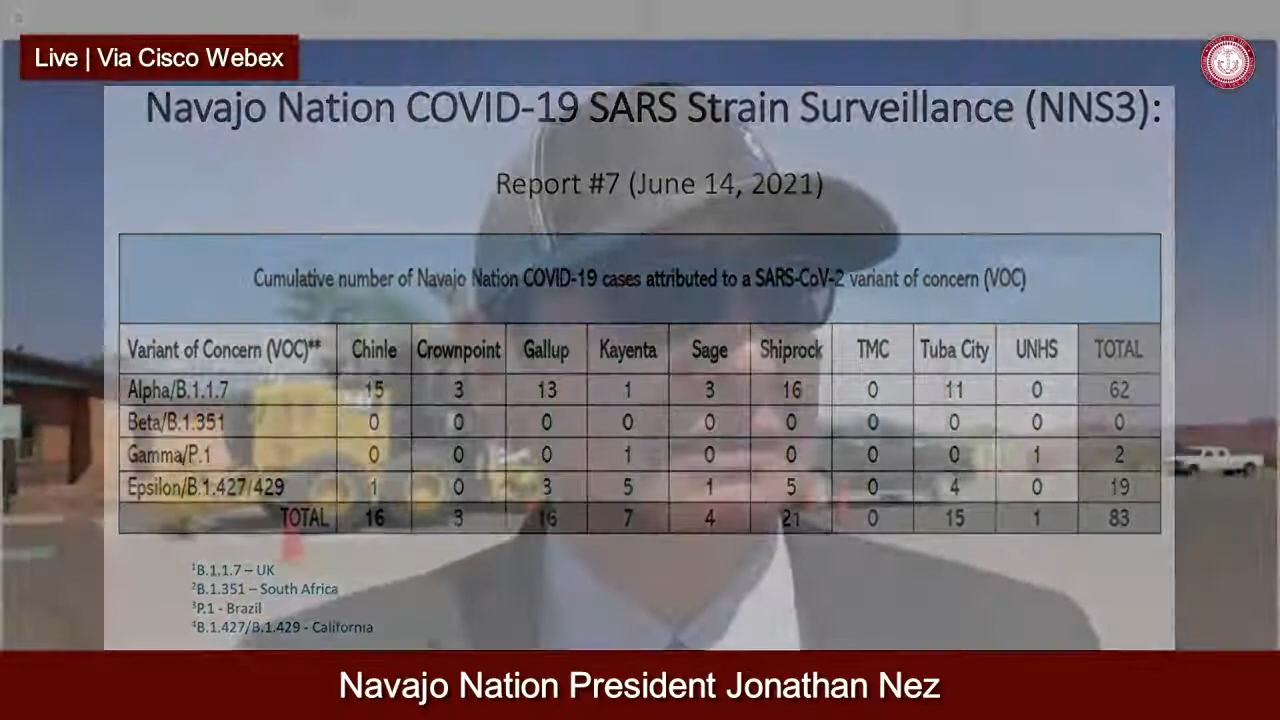 Live | Via Cisco Webex
Navajo Nation COVID-19 SARS Strain Surveillance (NNS3):
Report #7 (June 14, 2021)
Cumulative number of Navajo Nation COVID-19 cases attributed to a SARS-CoV-2 variant of concern (VOC)
Variant of Concern (VOC)** Chinle Crownpoint Gallup Kayenta Sage Shiprock TMC Tuba City UNHS TOTAL
Alpha/B.1.1.7 15 3 13 1 3 16 0 11 0 62
Beta/B.1.351 0 0 0 0 0 0 0 0 0 0
Gamma/P.1 0 0 0 1 0 0 0 0 1 2
Epsilon/B.1.427/429 1 0 3 5 1 5 0 4 0 19
TOTAL 16 3 16 7 4 21 0 15 1 83
¹B.1.1.7 – UK
²B.1.351 – South Africa
³P.1 - Brazil
⁴B.1.427/B.1.429 - California
Navajo Nation President Jonathan Nez